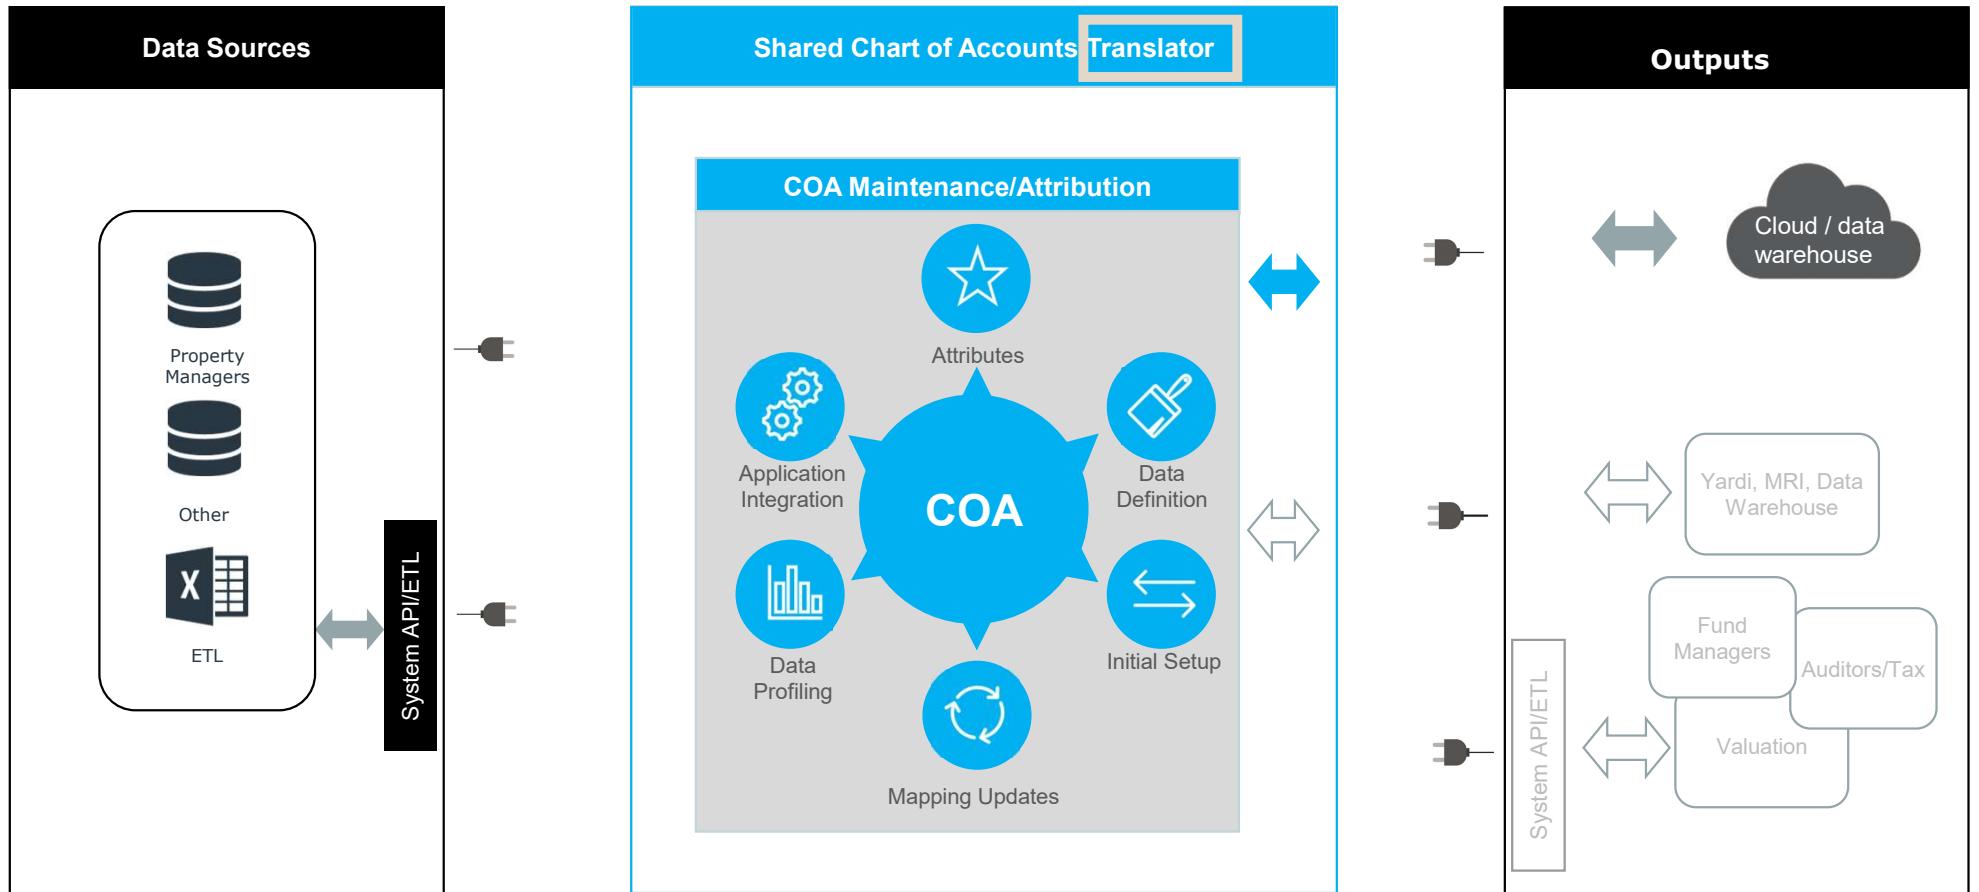 Data Sources
Property
Managers
Other
X
ETL
System API/ETL
Shared Chart of Accounts Translator
COA Maintenance/Attribution
Attributes
Application
Integration
Data
Definition
COA
Data
Profiling
Initial Setup
Mapping Updates
Outputs
Cloud / data
warehouse
Yardi, MRI, Data
Warehouse
Fund
Managers
Auditors/Tax
Valuation
System API/ETL